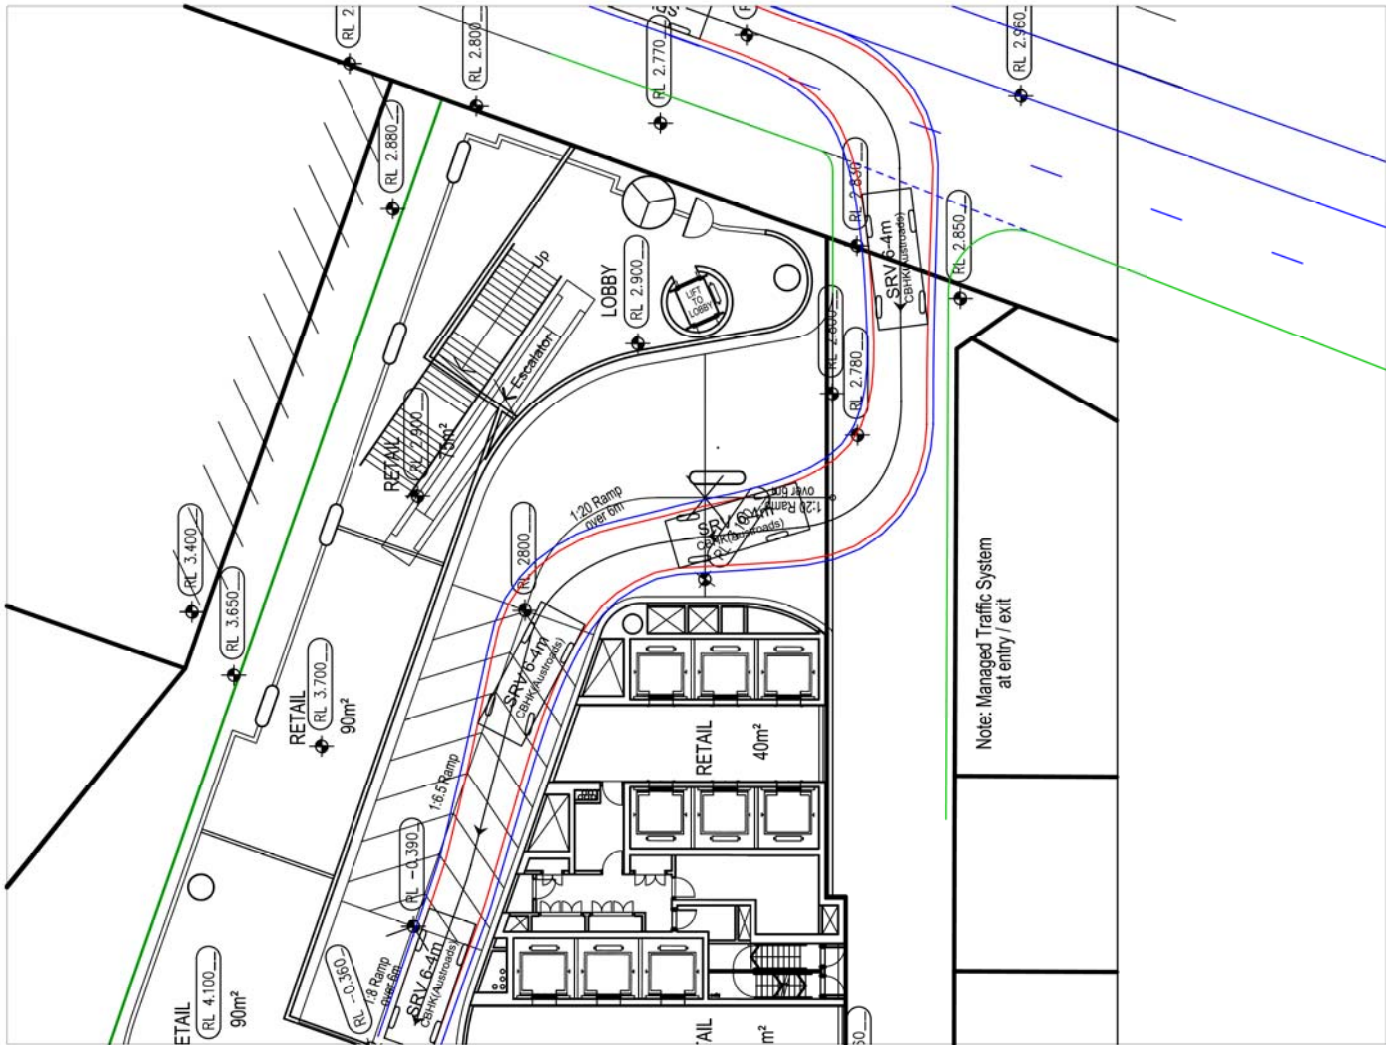 RL 2.800
RL 2.770
RL 2.960
RL 2.880
RL 2.830
RL 2.850
Up
LOBBY
RL 2.900
LIFT
TO
LOBBY
SRV 6-4m
CBHK(Austroads)
RL 2.800
RL 2.780
Escalator
RETAIL
RL 2.900
75m²
1:20 Ramp
over 6m
1:20 Ramp
over 6m
SRV 6-4m
CBHK(Austroads)
RL 3.400
RL 3.650
RL 2800
Note: Managed Traffic System
at entry / exit
RETAIL
RL 3.700
90m²
SRV 6-4m
CBHK(Austroads)
RETAIL
40m²
1:6.5 Ramp
RL -0.390
RL -0.360
1:8 Ramp
over 6m
SRV 6-4m
CBHK(Austroads)
RL 4.100
90m²